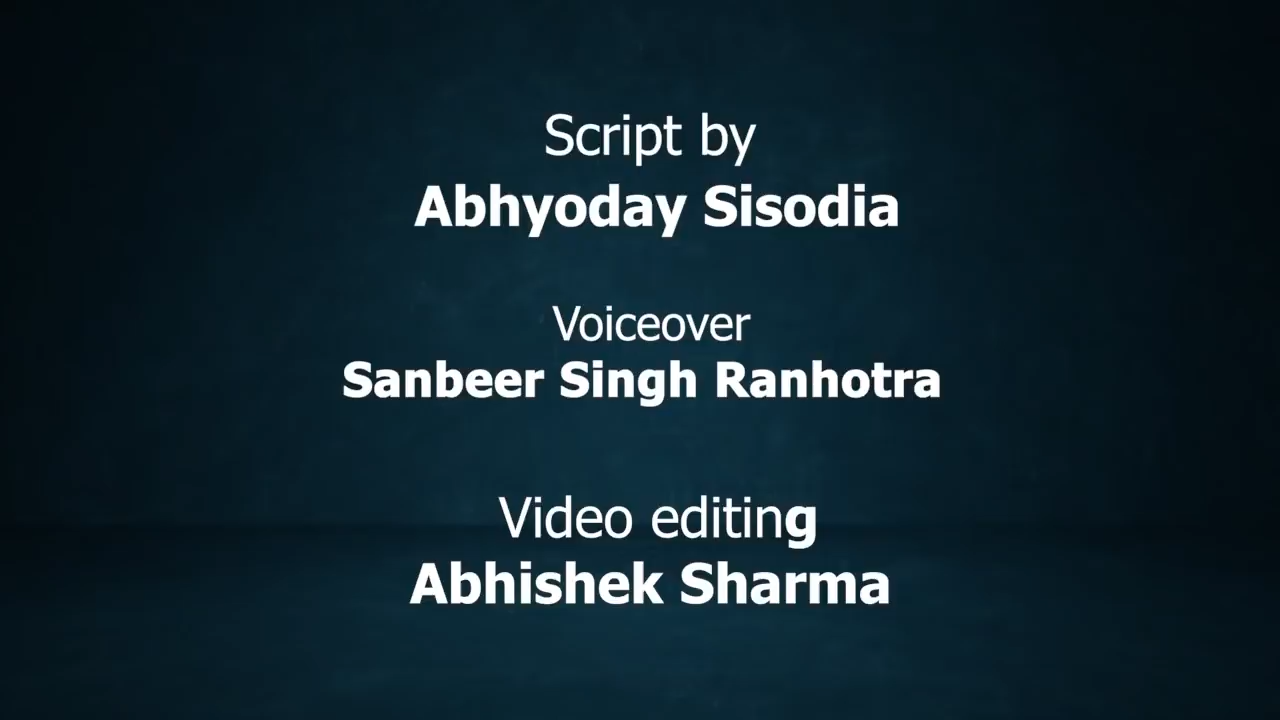 Script by
Abhyoday Sisodia
Voiceover
Sanbeer Singh Ranhotra
Video editing
Abhishek Sharma